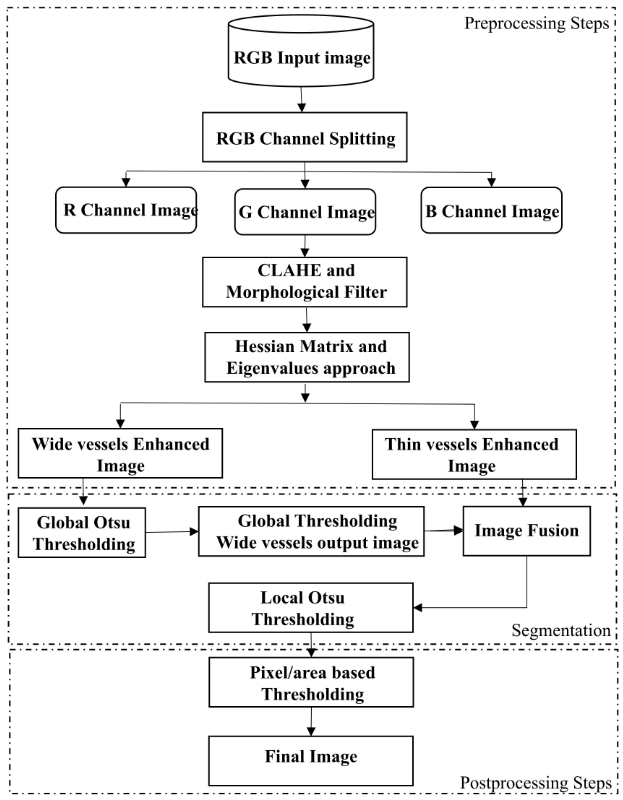 Preprocessing Steps
RGB Input image
RGB Channel Splitting
R Channel Image
G Channel Image
B Channel Image
CLAHE and
Morphological Filter
Hessian Matrix and
Eigenvalues approach
Wide vessels Enhanced
Image
Thin vessels Enhanced
Image
Global Otsu
Thresholding
Global Thresholding
Wide vessels output image
Image Fusion
Local Otsu
Thresholding
Segmentation
Pixel/area based
Thresholding
Final Image
Postprocessing Steps